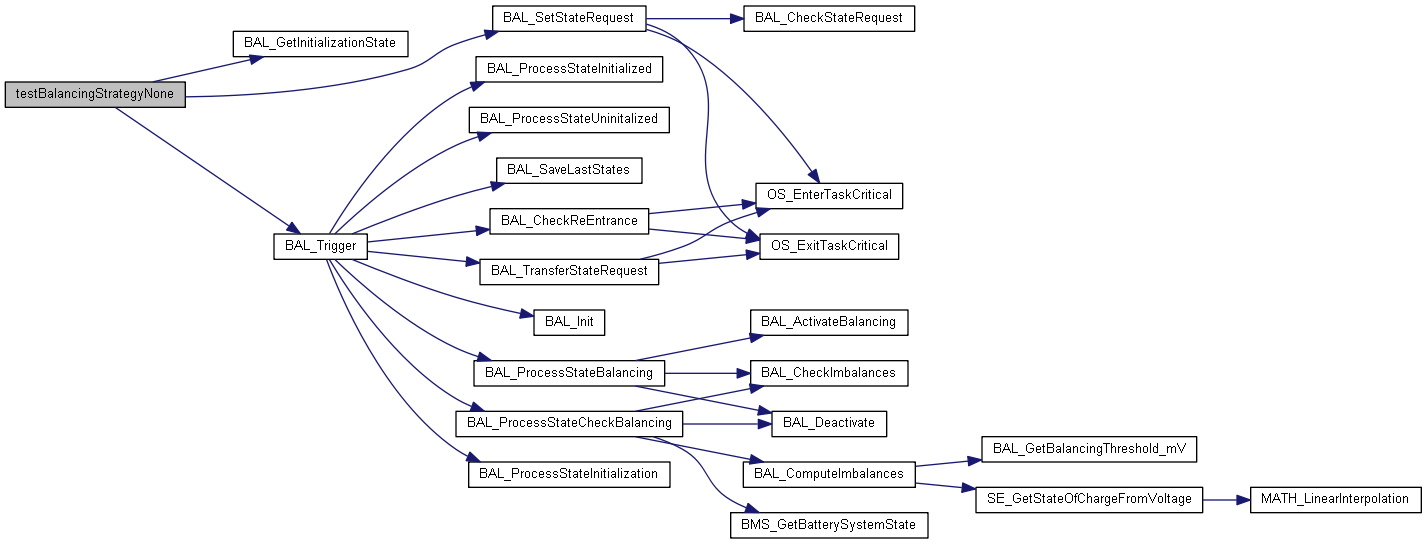 BAL_SetStateRequest
BAL_CheckStateRequest
BAL_GetInitializationState
BAL_ProcessStateInitialized
testBalancingStrategyNone
BAL_ProcessStateUninitalized
BAL_SaveLastStates
OS_EnterTaskCritical
BAL_CheckReEntrance
BAL_Trigger
OS_ExitTaskCritical
BAL_TransferStateRequest
BAL_Init
BAL_ActivateBalancing
BAL_ProcessStateBalancing
BAL_CheckImbalances
BAL_ProcessStateCheckBalancing
BAL_Deactivate
BAL_GetBalancingThreshold_mV
BAL_ProcessStateInitialization
BAL_ComputeImbalances
SE_GetStateOfChargeFromVoltage
MATH_LinearInterpolation
BMS_GetBatterySystemState